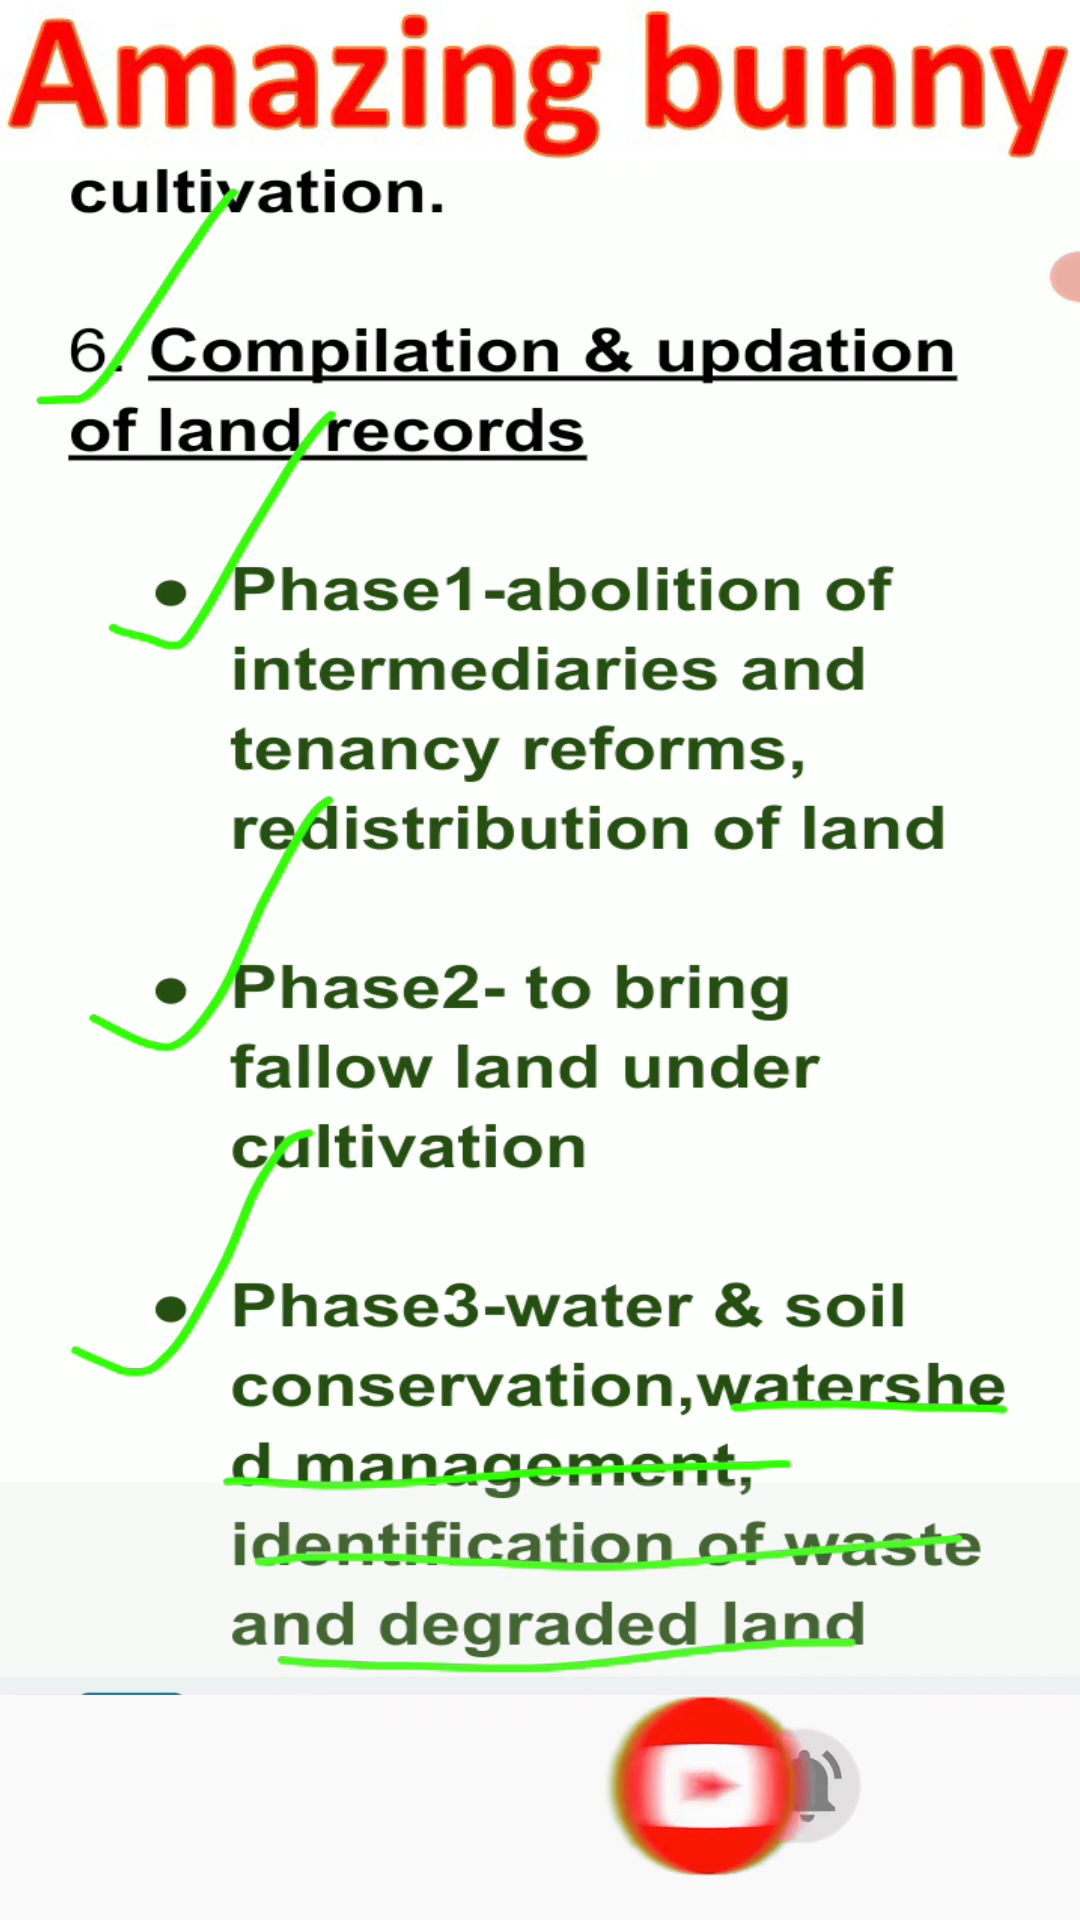 Amazing bunny
cultivation.
6. Compilation & updation
of land records
● Phase1-abolition of
intermediaries and
tenancy reforms,
redistribution of land
● Phase2- to bring
fallow land under
cultivation
● Phase3-water & soil
conservation,watershe
d management,
identification of waste
and degraded land